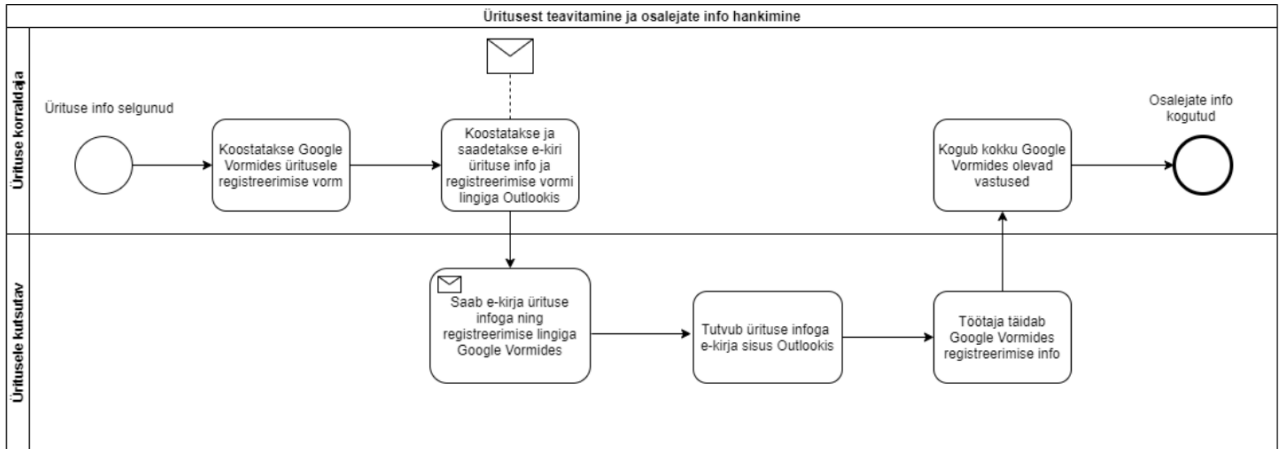 Üritusest teavitamine ja osalejate info hankimine
Ürituse korraldaja
Ürituse info selgunud
Koostatakse Google
Vormides üritusele
registreerimise vorm
Koostatakse ja
saadetakse e-kiri
ürituse info ja
registreerimise vormi
lingiga Outlookis
Kogub kokku Google
Vormides olevad
vastused
Osalejate info
kogutud
Üritusele kutsutav
Saab e-kirja ürituse
infoga ning
registreerimise lingiga
Google Vormides
Tutvub ürituse infoga
e-kirja sisus Outlookis
Töötaja täidab
Google Vormides
registreerimise info